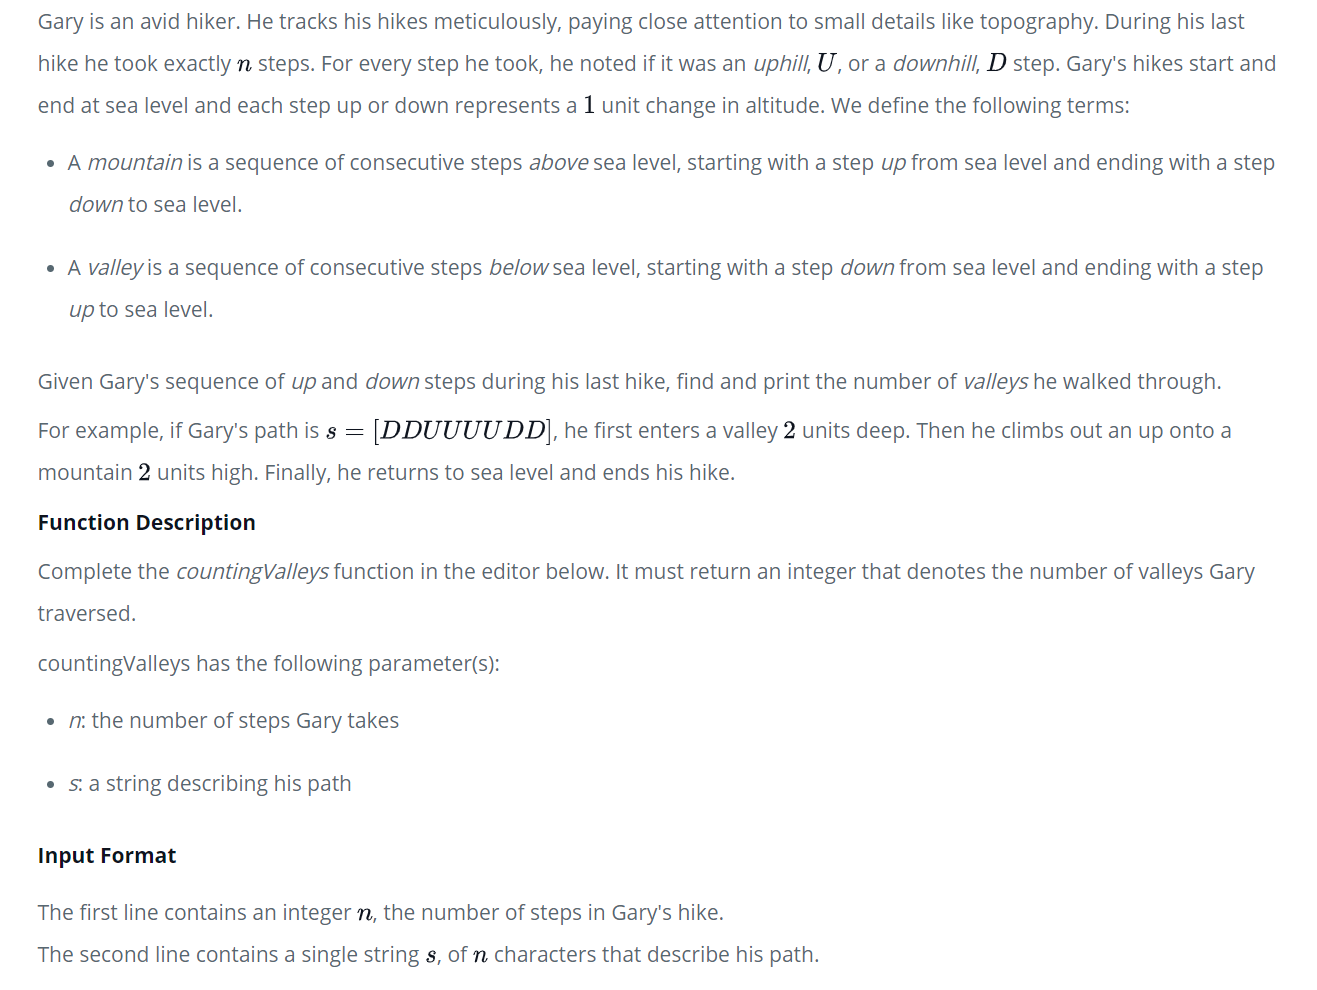 Gary is an avid hiker. He tracks his hikes meticulously, paying close attention to small details like topography. During his last
hike he took exactly n steps. For every step he took, he noted if it was an uphill, U, or a downhill, D step. Gary's hikes start and
end at sea level and each step up or down represents a 1 unit change in altitude. We define the following terms:
• A mountain is a sequence of consecutive steps above sea level, starting with a step up from sea level and ending with a step
down to sea level.
• A valley is a sequence of consecutive steps below sea level, starting with a step down from sea level and ending with a step
up to sea level.
Given Gary's sequence of up and down steps during his last hike, find and print the number of valleys he walked through.
For example, if Gary's path is s = [DDUUUUDD], he first enters a valley 2 units deep. Then he climbs out an up onto a
mountain 2 units high. Finally, he returns to sea level and ends his hike.
Function Description
Complete the countingValleys function in the editor below. It must return an integer that denotes the number of valleys Gary
traversed.
countingValleys has the following parameter(s):
• n: the number of steps Gary takes
• s: a string describing his path
Input Format
The first line contains an integer n, the number of steps in Gary's hike.
The second line contains a single string s, of n characters that describe his path.